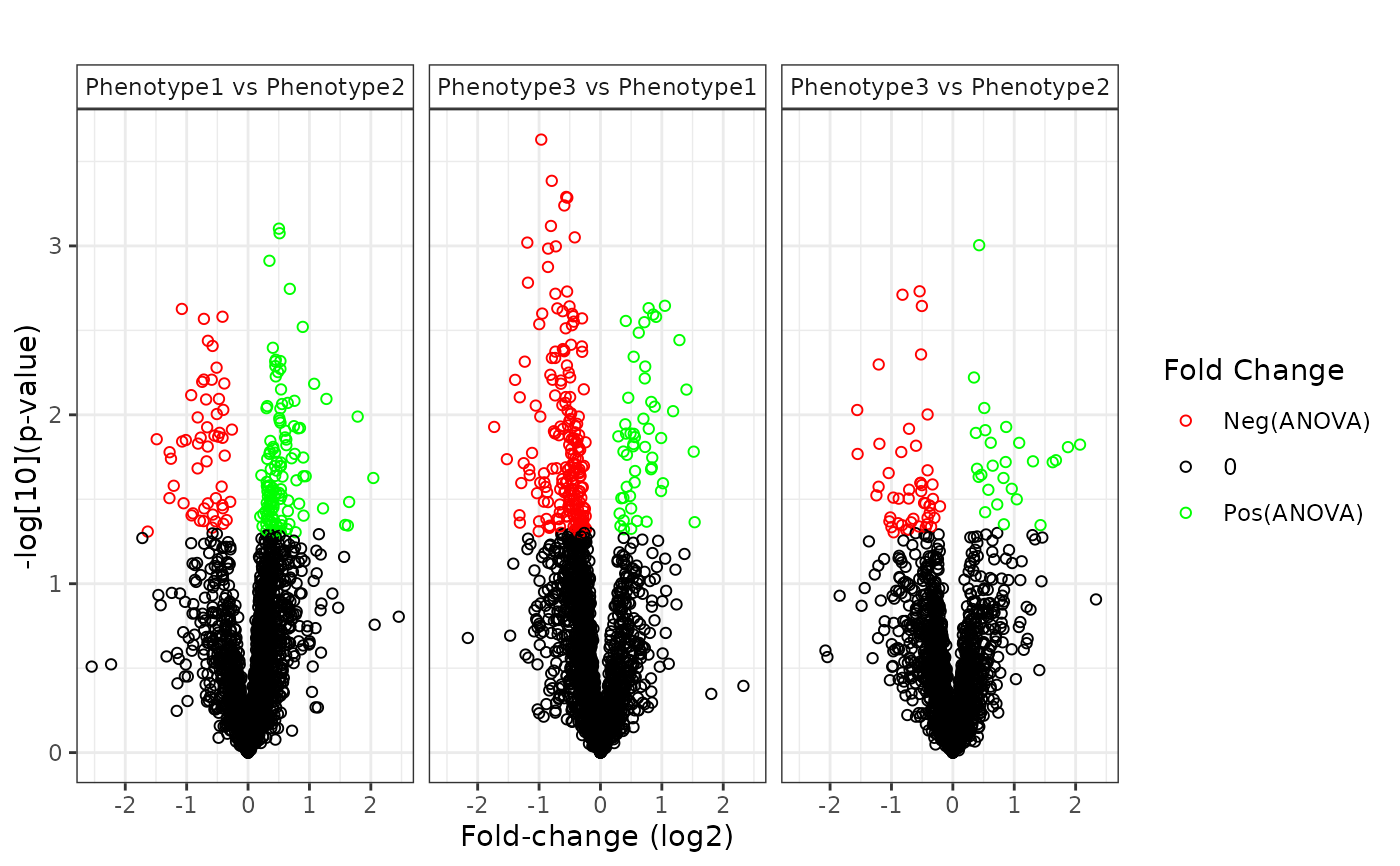 Phenotype1 vs Phenotype2
Phenotype3 vs Phenotype1
Phenotype3 vs Phenotype2
-log[10](p-value)
3
2
1
0
-2 -1 0 1 2
-2 -1 0 1 2
-2 -1 0 1 2
Fold-change (log2)
Fold Change
Neg(ANOVA)
0
Pos(ANOVA)